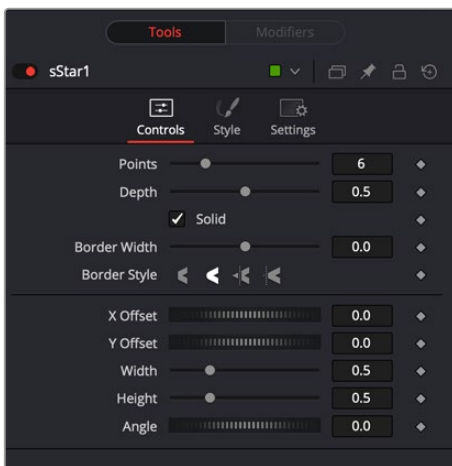 Tools Modifiers
sStar1
Controls Style Settings
Points 6
Depth 0.5
Solid
Border Width 0.0
Border Style
X Offset 0.0
Y Offset 0.0
Width 0.5
Height 0.5
Angle 0.0